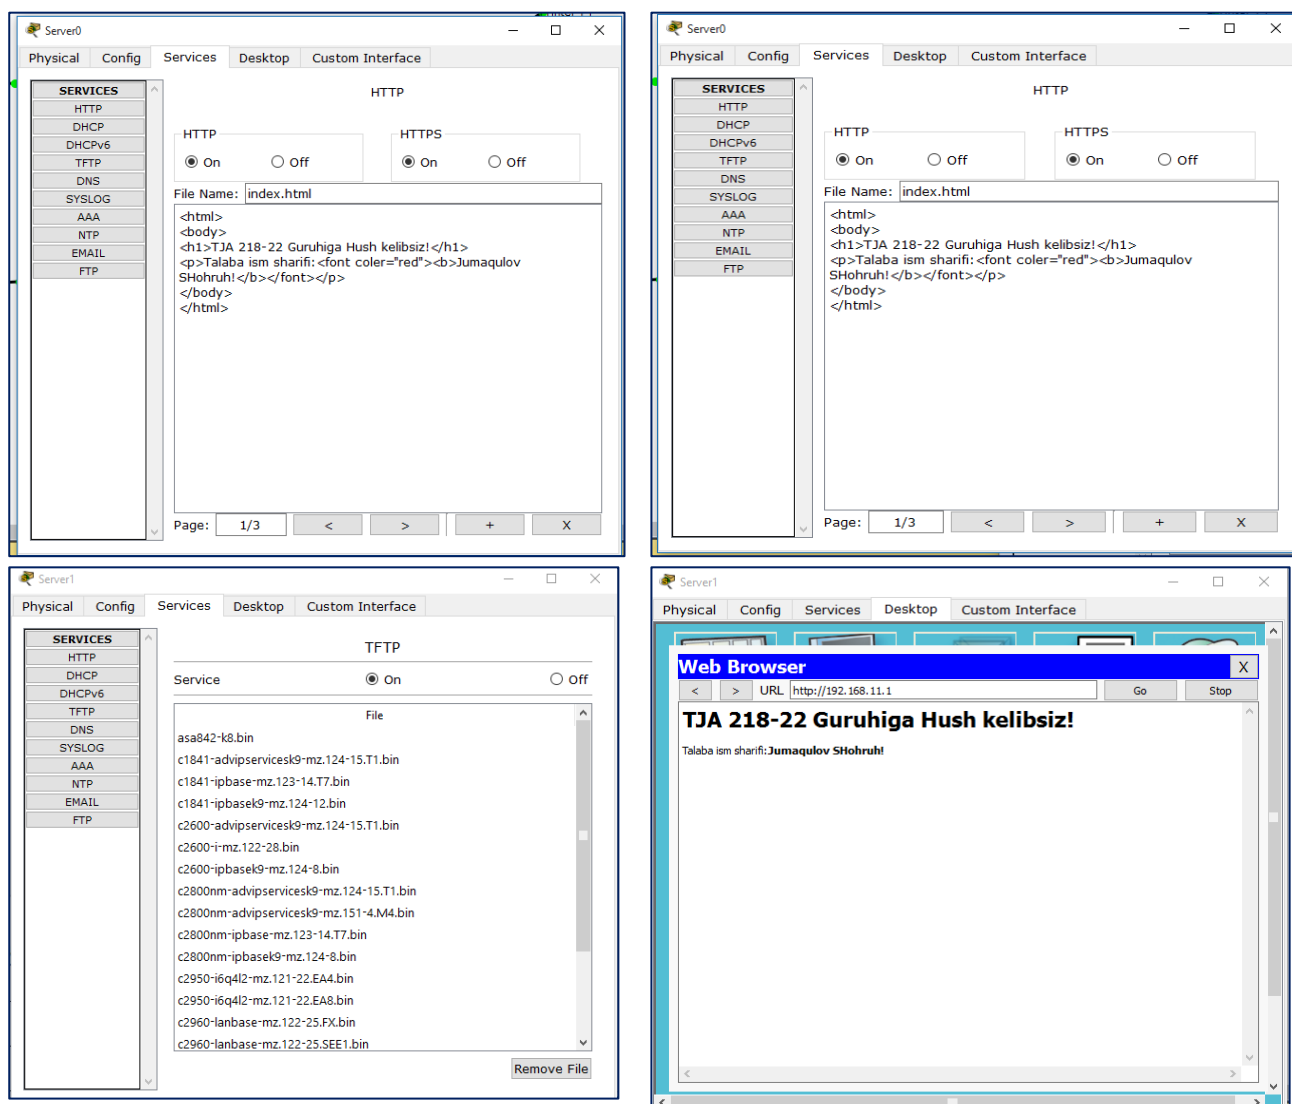 Server0
Physical Config Services Desktop Custom Interface
SERVICES
HTTP
DHCP
DHCPv6
TFTP
DNS
SYSLOG
AAA
NTP
EMAIL
FTP
HTTP
HTTP HTTPS
On Off On Off
File Name: index.html
<html>
<body>
<h1>TJA 218-22 Guruhiga Hush kelibsiz!</h1>
<p>Talaba ism sharifi:<font coler="red"><b>Jumaqulov
SHohruh!</b></font></p>
</body>
</html>
Page: 1/3 < > + X
Server0
Physical Config Services Desktop Custom Interface
SERVICES
HTTP
DHCP
DHCPv6
TFTP
DNS
SYSLOG
AAA
NTP
EMAIL
FTP
HTTP
HTTP HTTPS
On Off On Off
File Name: index.html
<html>
<body>
<h1>TJA 218-22 Guruhiga Hush kelibsiz!</h1>
<p>Talaba ism sharifi:<font coler="red"><b>Jumaqulov
SHohruh!</b></font></p>
</body>
</html>
Page: 1/3 < > + X
Server1
Physical Config Services Desktop Custom Interface
SERVICES
HTTP
DHCP
DHCPv6
TFTP
DNS
SYSLOG
AAA
NTP
EMAIL
FTP
TFTP
Service On Off
File
asa842-k8.bin
c1841-advipservicesk9-mz.124-15.T1.bin
c1841-ipbase-mz.123-14.T7.bin
c1841-ipbasek9-mz.124-12.bin
c2600-advipservicesk9-mz.124-15.T1.bin
c2600-i-mz.122-28.bin
c2600-ipbasek9-mz.124-8.bin
c2800nm-advipservicesk9-mz.124-15.T1.bin
c2800nm-advipservicesk9-mz.151-4.M4.bin
c2800nm-ipbase-mz.123-14.T7.bin
c2800nm-ipbasek9-mz.124-8.bin
c2950-i6q4l2-mz.121-22.EA4.bin
c2950-i6q4l2-mz.121-22.EA8.bin
c2960-lanbase-mz.122-25.FX.bin
c2960-lanbase-mz.122-25.SEE1.bin
Remove File
Server1
Physical Config Services Desktop Custom Interface
Web Browser X
< > URL http://192.168.11.1 Go Stop
TJA 218-22 Guruhiga Hush kelibsiz!
Talaba ism sharifi:Jumaqulov SHohruh!